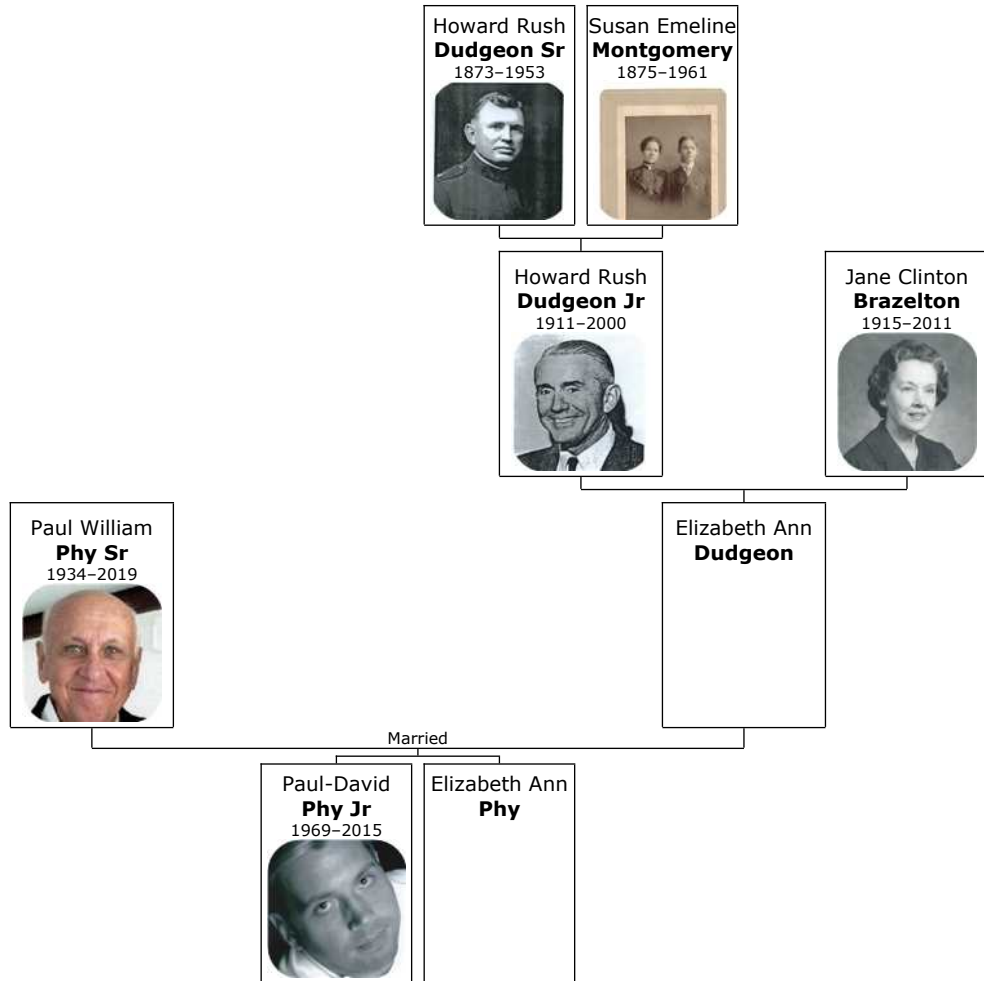 Howard Rush
Dudgeon Sr
1873–1953
Susan Emeline
Montgomery
1875–1961
Howard Rush
Dudgeon Jr
1911–2000
Jane Clinton
Brazelton
1915–2011
Paul William
Phy Sr
1934–2019
Elizabeth Ann
Dudgeon
Married
Paul-David
Phy Jr
1969–2015
Elizabeth Ann
Phy